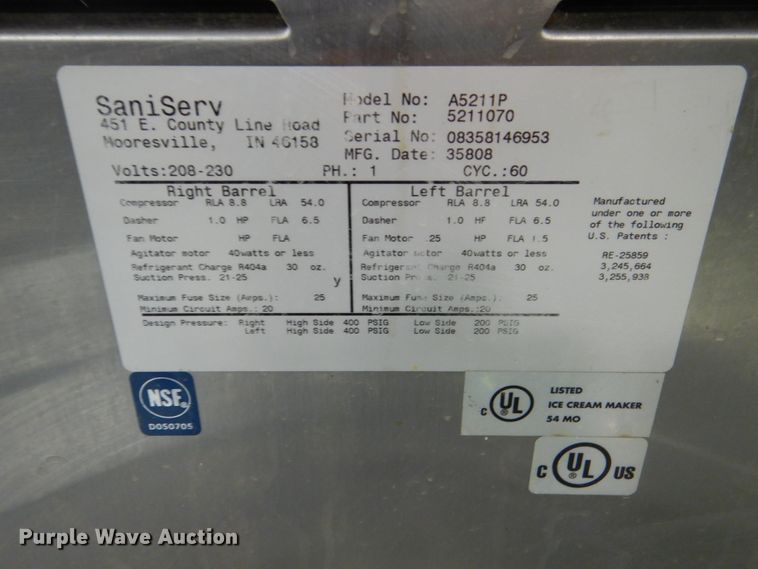 SaniServ
451 E. County Line Road
Mooresville, IN 46158
Model No: A5211P
Part No: 5211070
Serial No: 08358146953
MFG. Date: 35808
Volts:208-230 PH.: 1 CYC.:60
Right Barrel
Compressor RLA 8.8 LRA 54.0
Dasher 1.0 HP FLA 6.5
Fan Motor HP FLA
Agitator motor 40watts or less
Refrigerant Charge R404a 30 oz.
Suction Press. 21-25 y
Maximum Fuse Size (Amps.): 25
Minimum Circuit Amps.:20
Left Barrel
Compressor RLA 8.8 LRA 54.0
Dasher 1.0 HP FLA 6.5
Fan Motor .25 HP FLA 1.5
Agitator motor 40watts or less
Refrigerant Charge R404a 30 oz.
Suction Press. 21-25
Maximum Fuse Size (Amps.): 25
Minimum Circuit Amps.:20
Manufactured
under one or more
of the following
U.S. Patents :
RE-25859
3,245,664
3,255,938
Design Pressure: Right High Side 400 PSIG Low Side 200 PSIG
Left High Side 400 PSIG Low Side 200 PSIG
NSF
D050705
C UL
LISTED
ICE CREAM MAKER
54 MO
C UL US
Purple Wave Auction